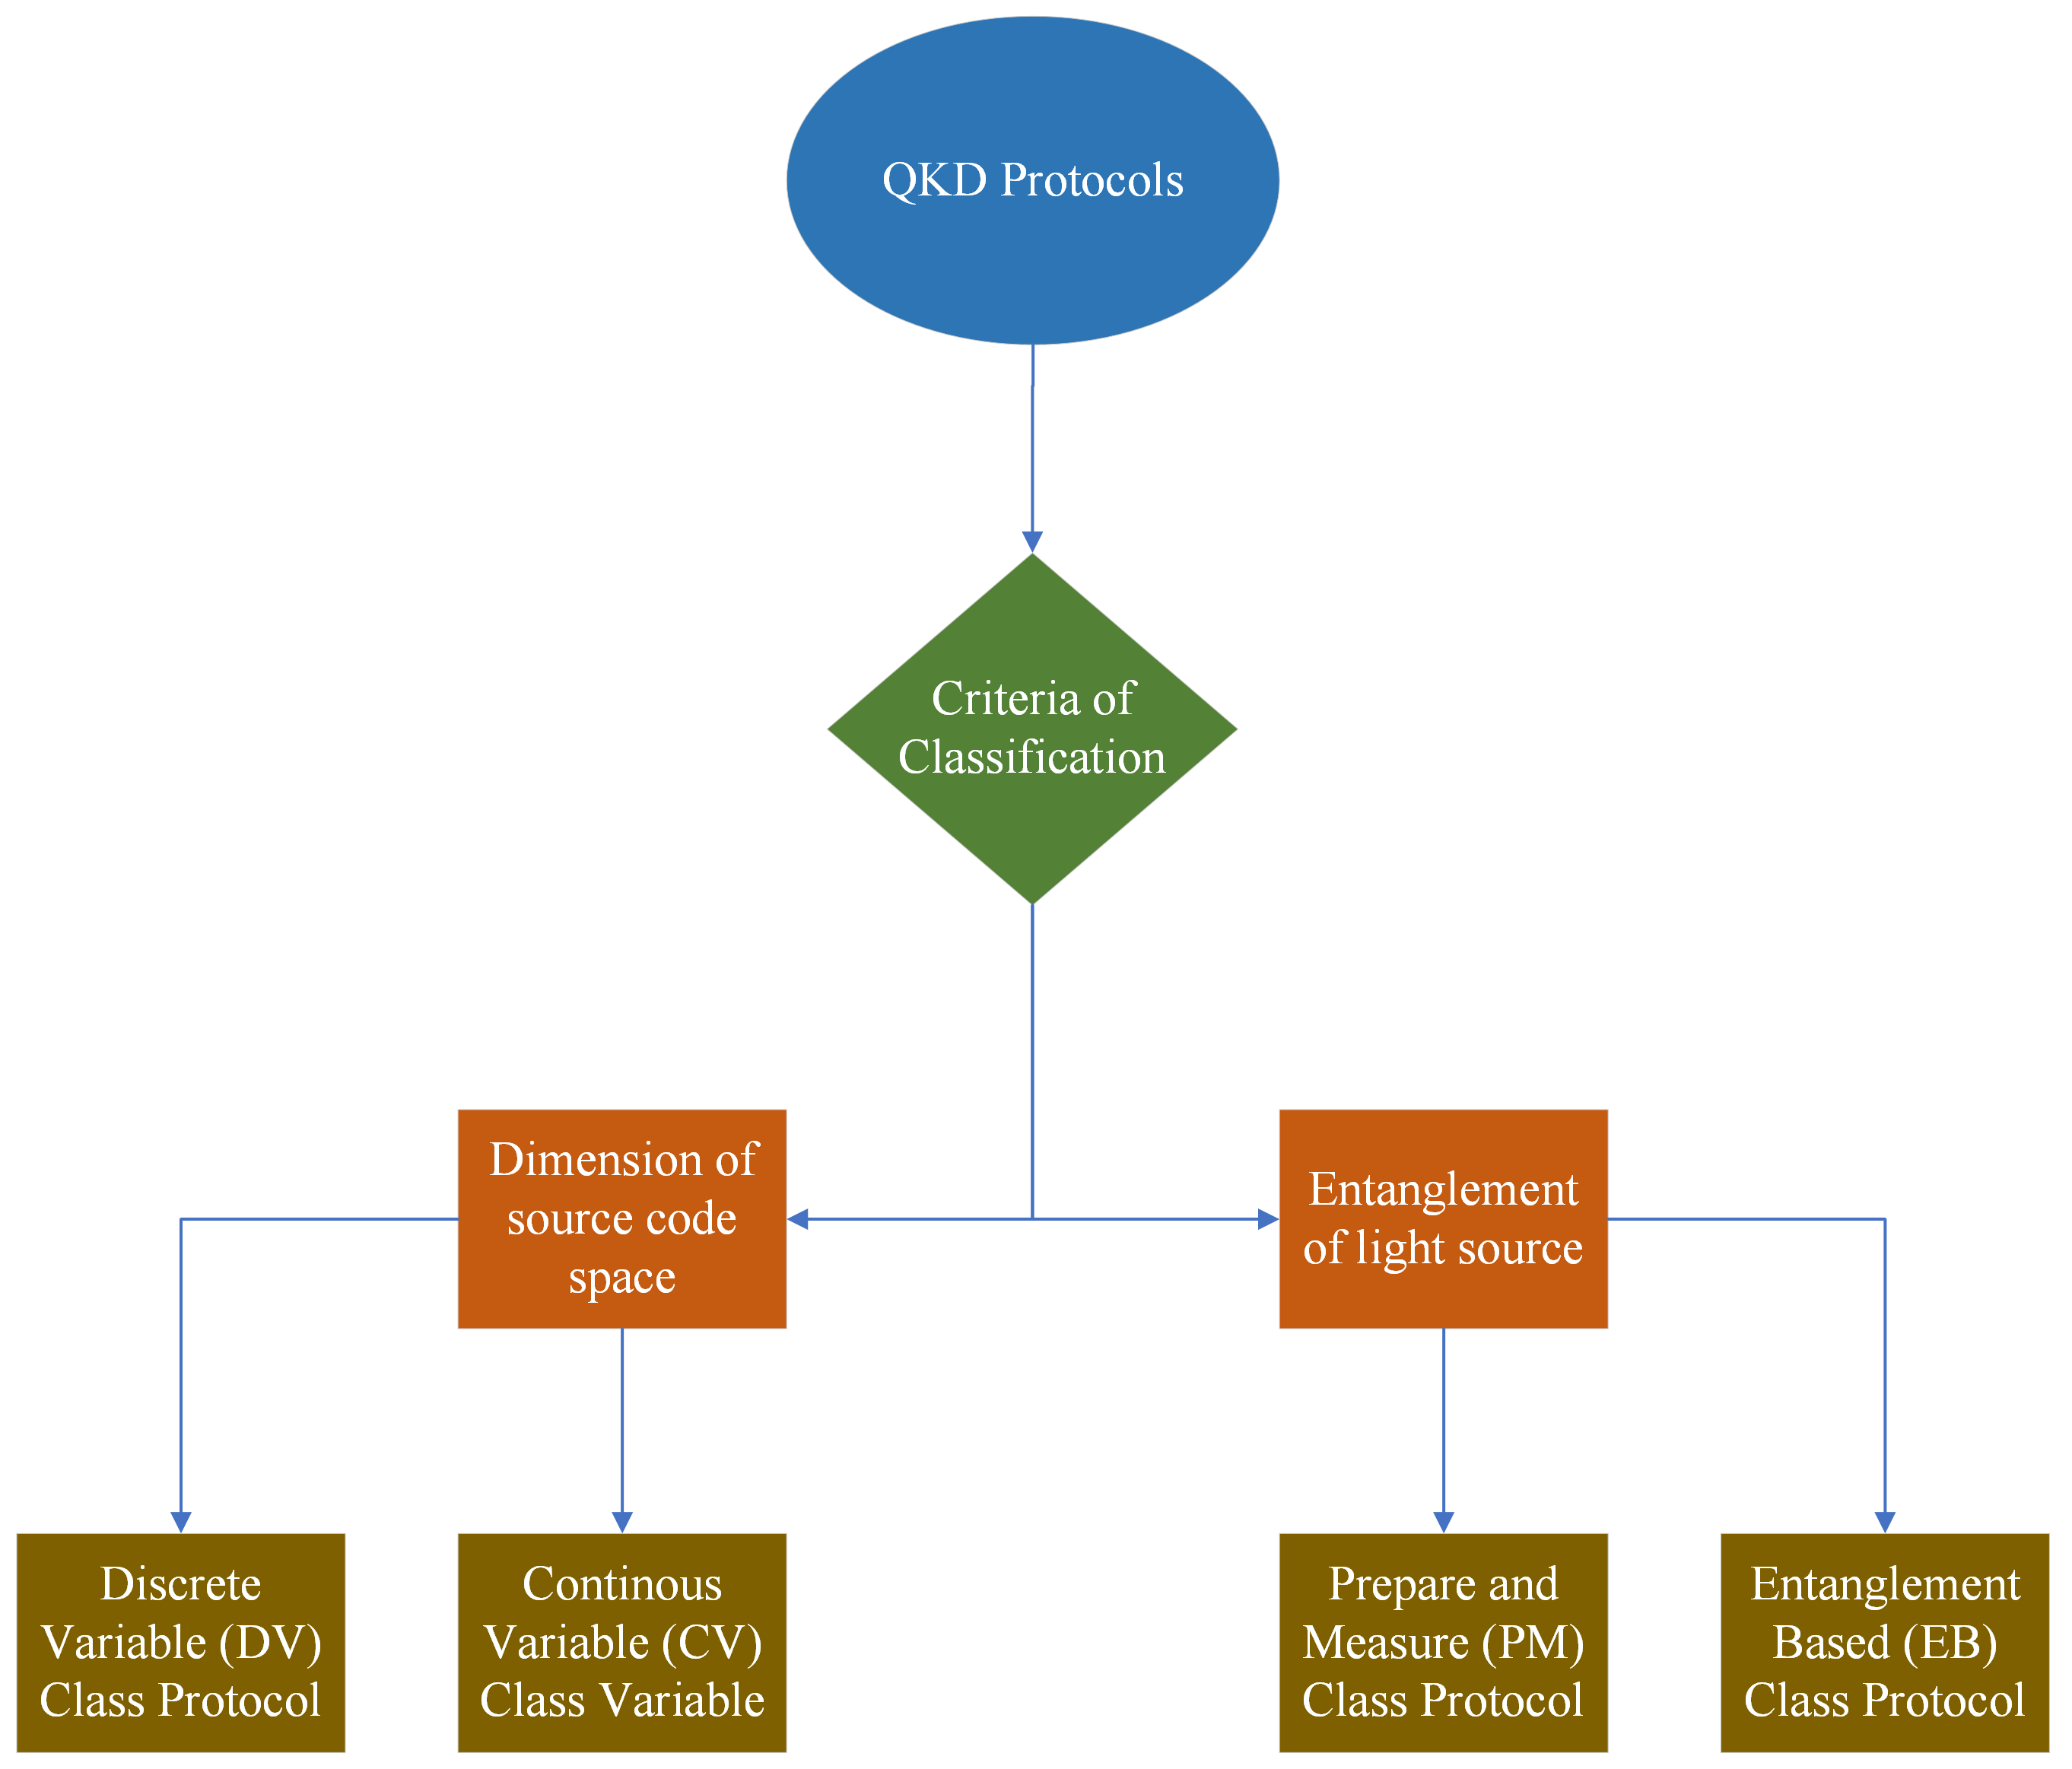 QKD Protocols
Criteria of
Classification
Dimension of
source code
space
Entanglement
of light source
Discrete
Variable (DV)
Class Protocol
Continous
Variable (CV)
Class Variable
Prepare and
Measure (PM)
Class Protocol
Entanglement
Based (EB)
Class Protocol